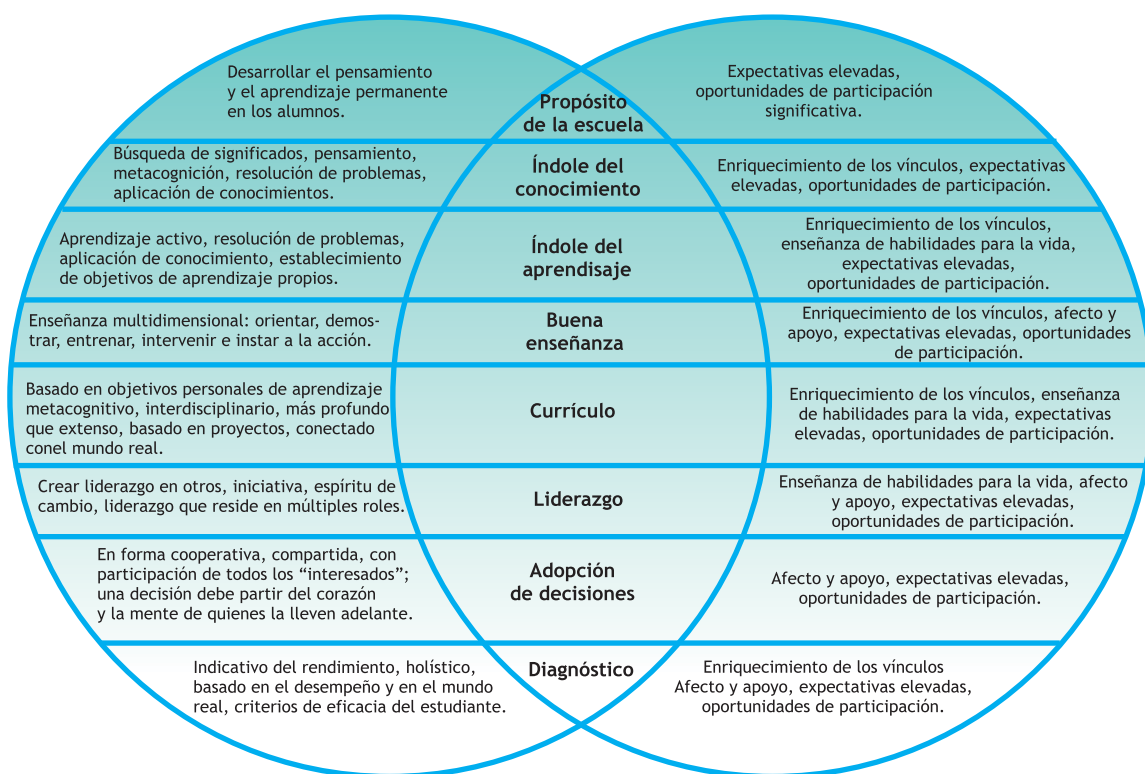 Desarrollar el pensamiento
y el aprendizaje permanente
en los alumnos.
Propósito
de la escuela
Expectativas elevadas,
oportunidades de participación
significativa.
Búsqueda de significados, pensamiento,
metacognición, resolución de problemas,
aplicación de conocimientos.
Índole del
conocimiento
Enriquecimiento de los vínculos, expectativas
elevadas, oportunidades de participación.
Aprendizaje activo, resolución de problemas,
aplicación de conocimiento, establecimiento
de objetivos de aprendizaje propios.
Índole del
aprendisaje
Enriquecimiento de los vínculos,
enseñanza de habilidades para la vida,
expectativas elevadas,
oportunidades de participación.
Enseñanza multidimensional: orientar, demos-
trar, entrenar, intervenir e instar a la acción.
Buena
enseñanza
Enriquecimiento de los vínculos, afecto y
apoyo, expectativas elevadas, oportunidades
de participación.
Basado en objetivos personales de aprendizaje
metacognitivo, interdisciplinario, más profundo
que extenso, basado en proyectos, conectado
conel mundo real.
Currículo
Enriquecimiento de los vínculos, enseñanza
de habilidades para la vida, expectativas
elevadas, oportunidades de participación.
Crear liderazgo en otros, iniciativa, espíritu de
cambio, liderazgo que reside en múltiples roles.
Liderazgo
Enseñanza de habilidades para la vida, afecto
y apoyo, expectativas elevadas,
oportunidades de participación.
En forma cooperativa, compartida, con
participación de todos los “interesados”;
una decisión debe partir del corazón
y la mente de quienes la lleven adelante.
Adopción
de decisiones
Afecto y apoyo, expectativas elevadas,
oportunidades de participación.
Indicativo del rendimiento, holístico,
basado en el desempeño y en el mundo
real, criterios de eficacia del estudiante.
Diagnóstico
Enriquecimiento de los vínculos
Afecto y apoyo, expectativas elevadas,
oportunidades de participación.